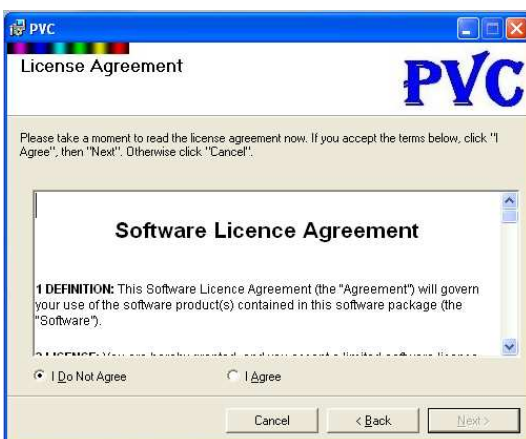 PVC
License Agreement
PVC
Please take a moment to read the license agreement now. If you accept the terms below, click "I
Agree", then "Next". Otherwise click "Cancel".
Software Licence Agreement
1 DEFINITION: This Software Licence Agreement (the "Agreement") will govern
your use of the software product(s) contained in this software package (the
"Software").
I Do Not Agree
I Agree
Cancel
< Back
Next >